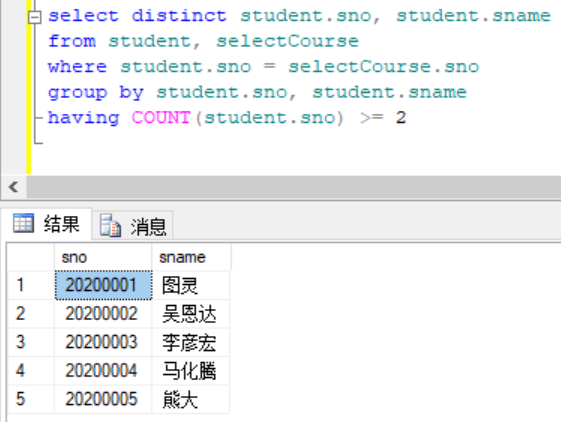 select distinct student.sno, student.sname
from student, selectCourse
where student.sno = selectCourse.sno
group by student.sno, student.sname
having COUNT(student.sno) >= 2
结果 消息
sno sname
1 20200001 图灵
2 20200002 吴恩达
3 20200003 李彦宏
4 20200004 马化腾
5 20200005 熊大